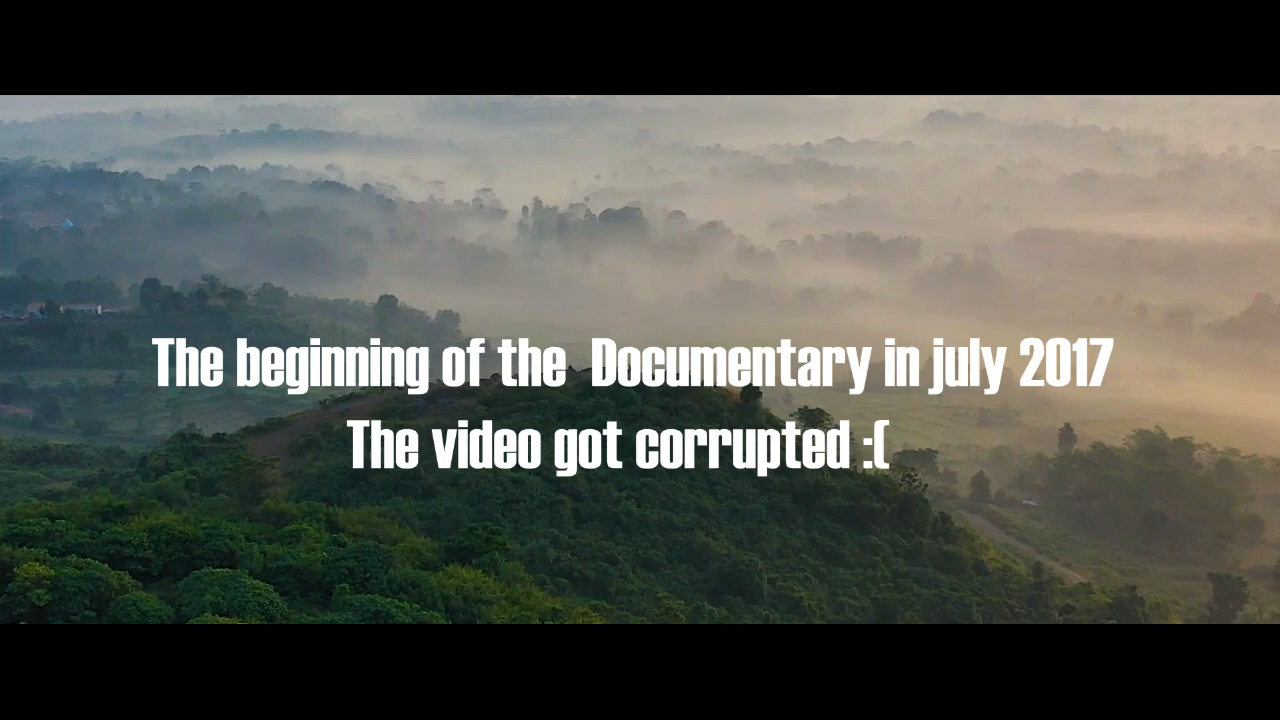 The beginning of the  Documentary in july 2017
The video got corrupted :(